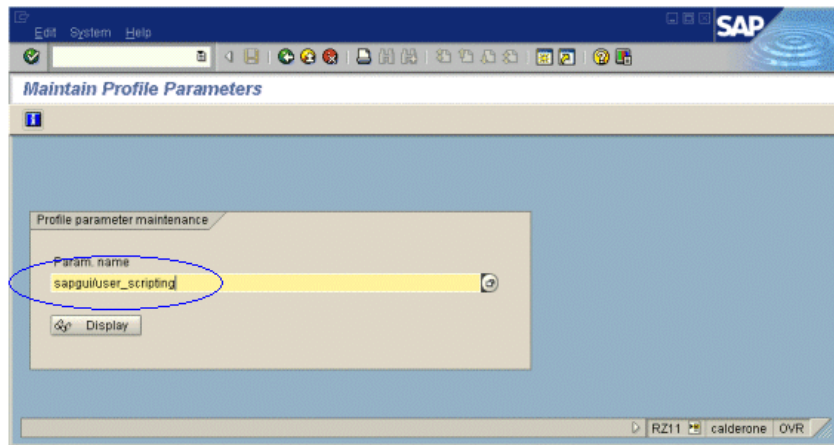 Edit System Help
SAP
Maintain Profile Parameters
Profile parameter maintenance
Param. name
sapgui/user_scripting
Display
RZ11 calderone OVR